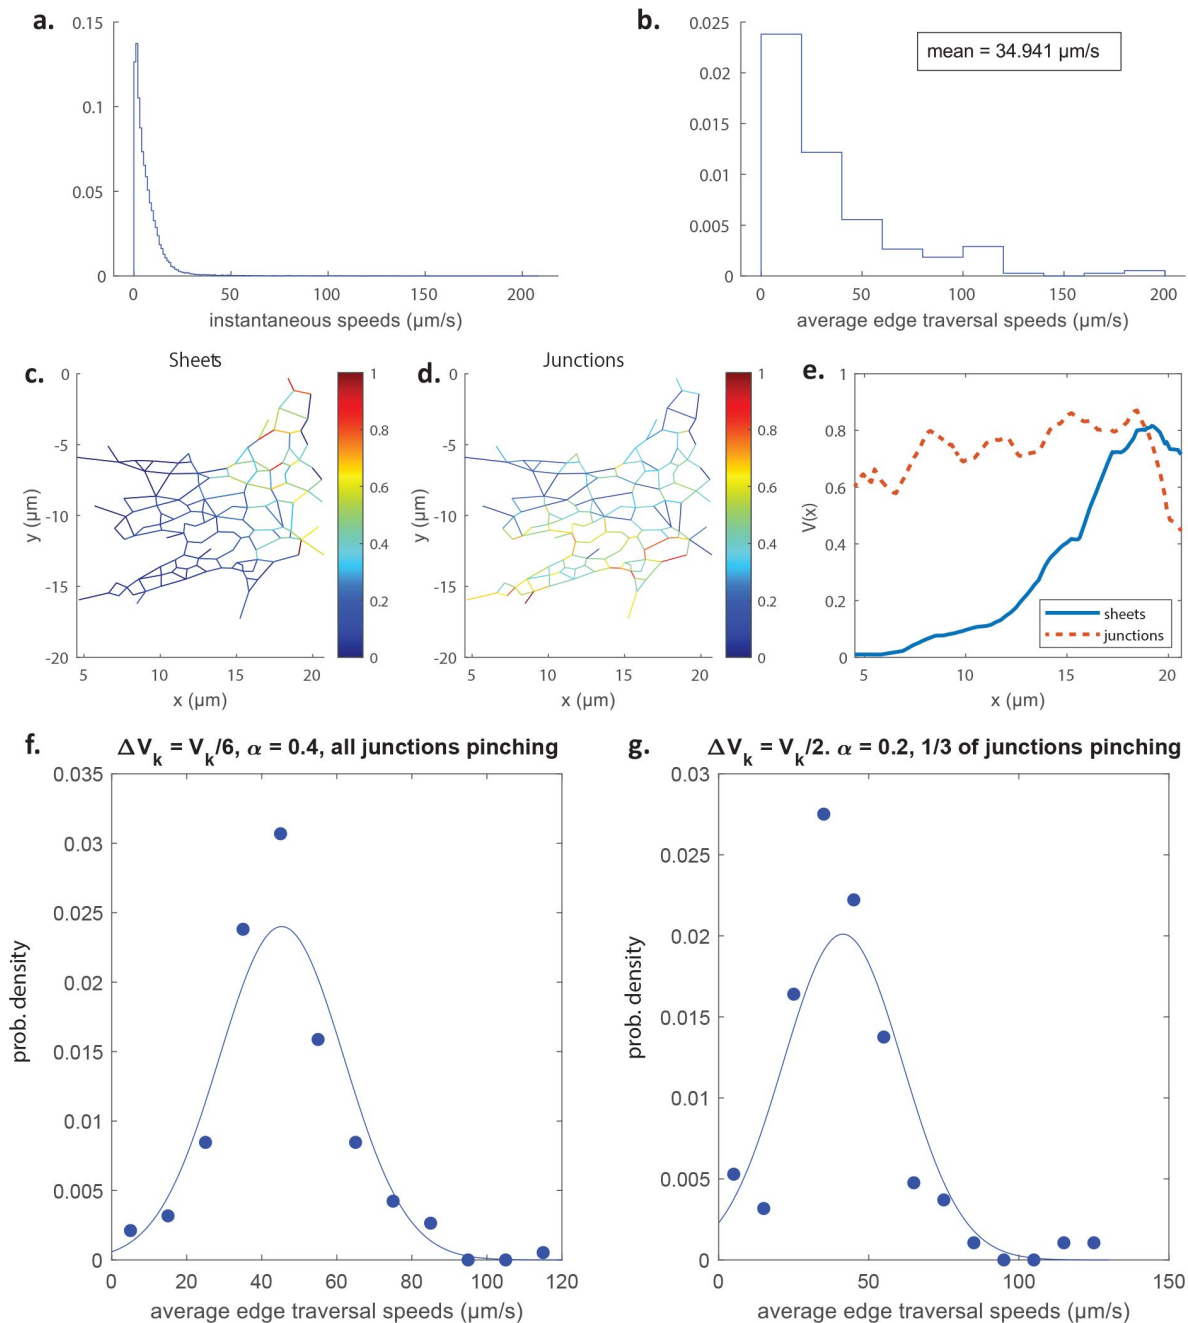 a.
0.15
0.1
0.05
0
0 50 100 150 200
instantaneous speeds (μm/s)
b.
0.025
0.02
0.015
0.01
0.005
0
mean = 34.941 μm/s
0 50 100 150 200
average edge traversal speeds (μm/s)
c.
Sheets
0
-5
-10
-15
-20
y (μm)
5 10 15 20
x (μm)
1
0.8
0.6
0.4
0.2
0
d.
Junctions
0
-5
-10
-15
-20
y (μm)
5 10 15 20
x (μm)
1
0.8
0.6
0.4
0.2
0
e.
1
0.8
0.6
0.4
0.2
0
V(x)
sheets
junctions
5 10 15 20
x (μm)
f.
ΔVk = Vk/6, α = 0.4, all junctions pinching
0.035
0.03
0.025
0.02
0.015
0.01
0.005
0
prob. density
0 20 40 60 80 100 120
average edge traversal speeds (μm/s)
g.
ΔVk = Vk/2. α = 0.2, 1/3 of junctions pinching
0.03
0.025
0.02
0.015
0.01
0.005
0
prob. density
0 50 100 150
average edge traversal speeds (μm/s)